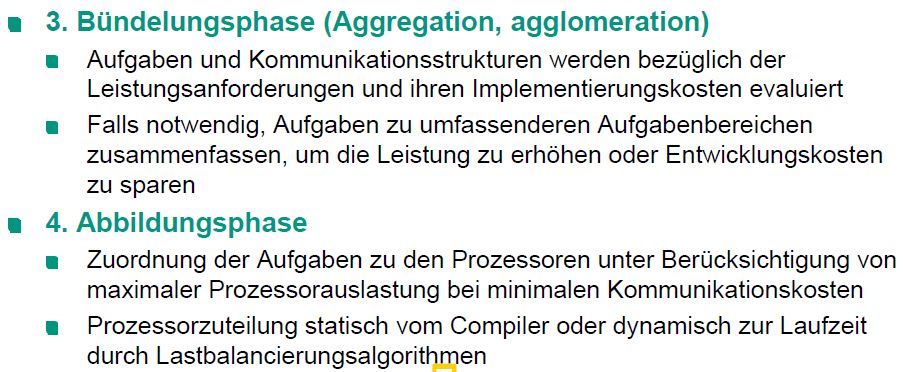 3. Bündelungsphase (Aggregation, agglomeration)
Aufgaben und Kommunikationsstrukturen werden bezüglich der
Leistungsanforderungen und ihren Implementierungskosten evaluiert
Falls notwendig, Aufgaben zu umfassenderen Aufgabenbereichen
zusammenfassen, um die Leistung zu erhöhen oder Entwicklungskosten
zu sparen
4. Abbildungsphase
Zuordnung der Aufgaben zu den Prozessoren unter Berücksichtigung von
maximaler Prozessorauslastung bei minimalen Kommunikationskosten
Prozessorzuteilung statisch vom Compiler oder dynamisch zur Laufzeit
durch Lastbalancierungsalgorithmen